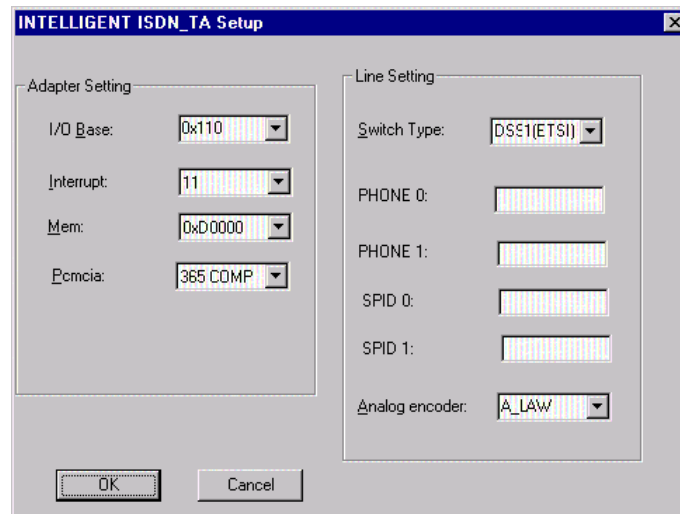 INTELLIGENT ISDN_TA Setup
Adapter Setting
I/O Base: 0x110
Interrupt: 11
Mem: 0xD0000
Pcmcia: 365 COMP
Line Setting
Switch Type: DSS1(ETSI)
PHONE 0:
PHONE 1:
SPID 0:
SPID 1:
Analog encoder: A_LAW
OK Cancel